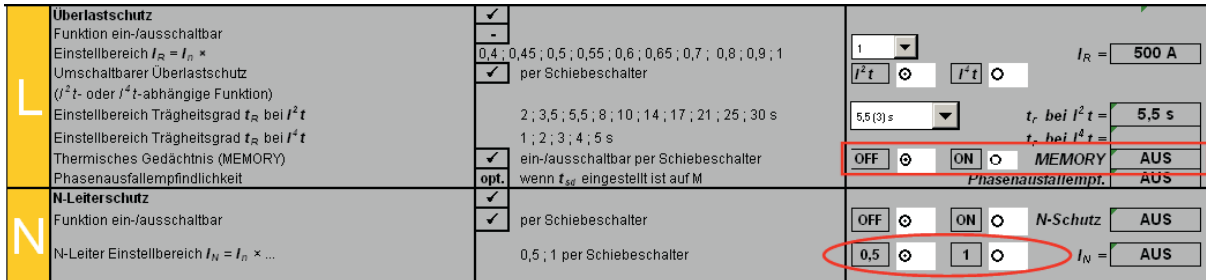 L
Überlastschutz ✓
Funktion ein-/ausschaltbar -
Einstellbereich I_R = I_n × 0,4 ; 0,45 ; 0,5 ; 0,55 ; 0,6 ; 0,65 ; 0,7 ; 0,8 ; 0,9 ; 1 1 I_R = 500 A
Umschaltbarer Überlastschutz ✓ per Schiebeschalter I²t I⁴t
(I²t- oder I⁴t-abhängige Funktion)
Einstellbereich Trägheitsgrad t_R bei I²t 2 ; 3,5 ; 5,5 ; 8 ; 10 ; 14 ; 17 ; 21 ; 25 ; 30 s 5,5 (3) s t_r bei I²t = 5,5 s
Einstellbereich Trägheitsgrad t_R bei I⁴t 1 ; 2 ; 3 ; 4 ; 5 s t_r bei I⁴t =
Thermisches Gedächtnis (MEMORY) ✓ ein-/ausschaltbar per Schiebeschalter OFF ON MEMORY AUS
Phasenausfallempfindlichkeit opt. wenn t_sd eingestellt ist auf M Phasenausfallempf. AUS
N
N-Leiterschutz ✓
Funktion ein-/ausschaltbar ✓ per Schiebeschalter OFF ON N-Schutz AUS
N-Leiter Einstellbereich I_N = I_n × ... 0,5 ; 1 per Schiebeschalter 0,5 1 I_N = AUS